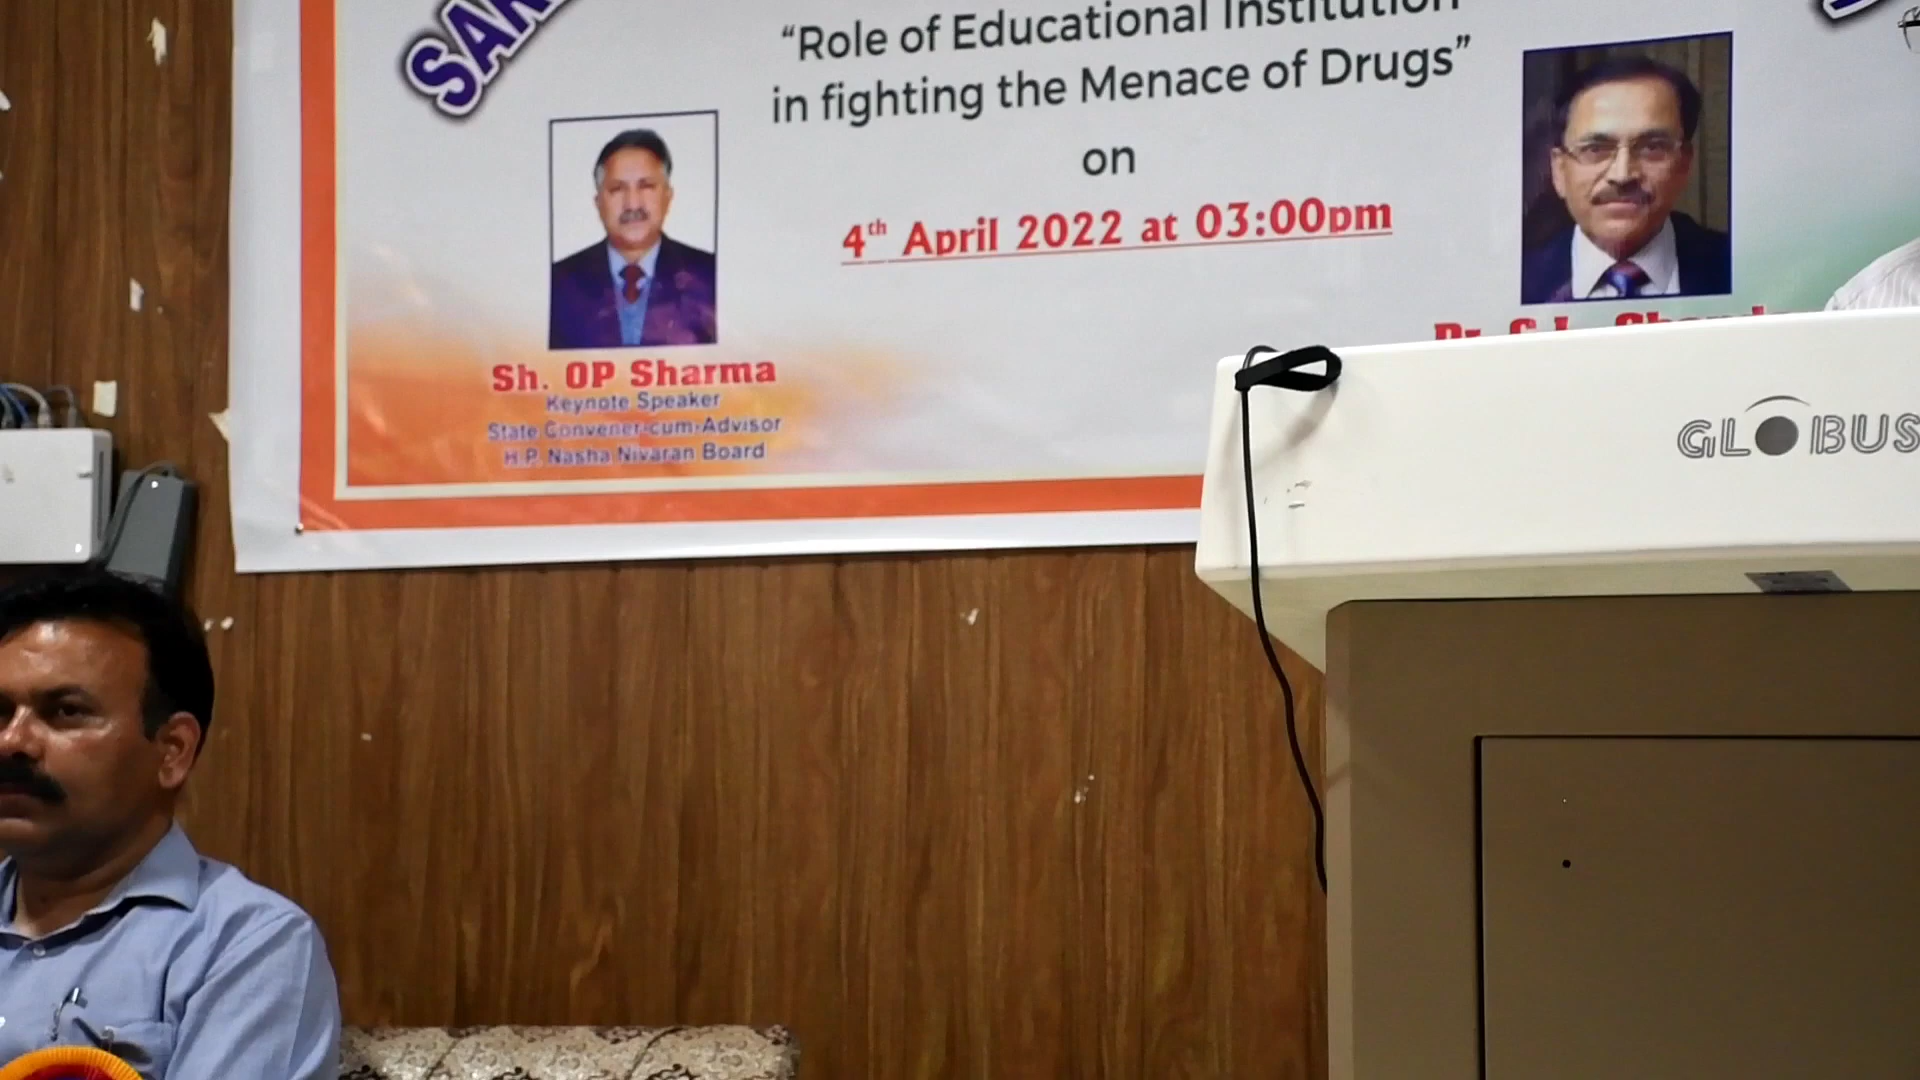 SAR
"Role of Educational Institution
in fighting the Menace of Drugs"
on
4th April 2022 at 03:00pm
Sh. OP Sharma
Keynote Speaker
State Convener-cum-Advisor
H.P. Nasha Nivaran Board
GLOBUS